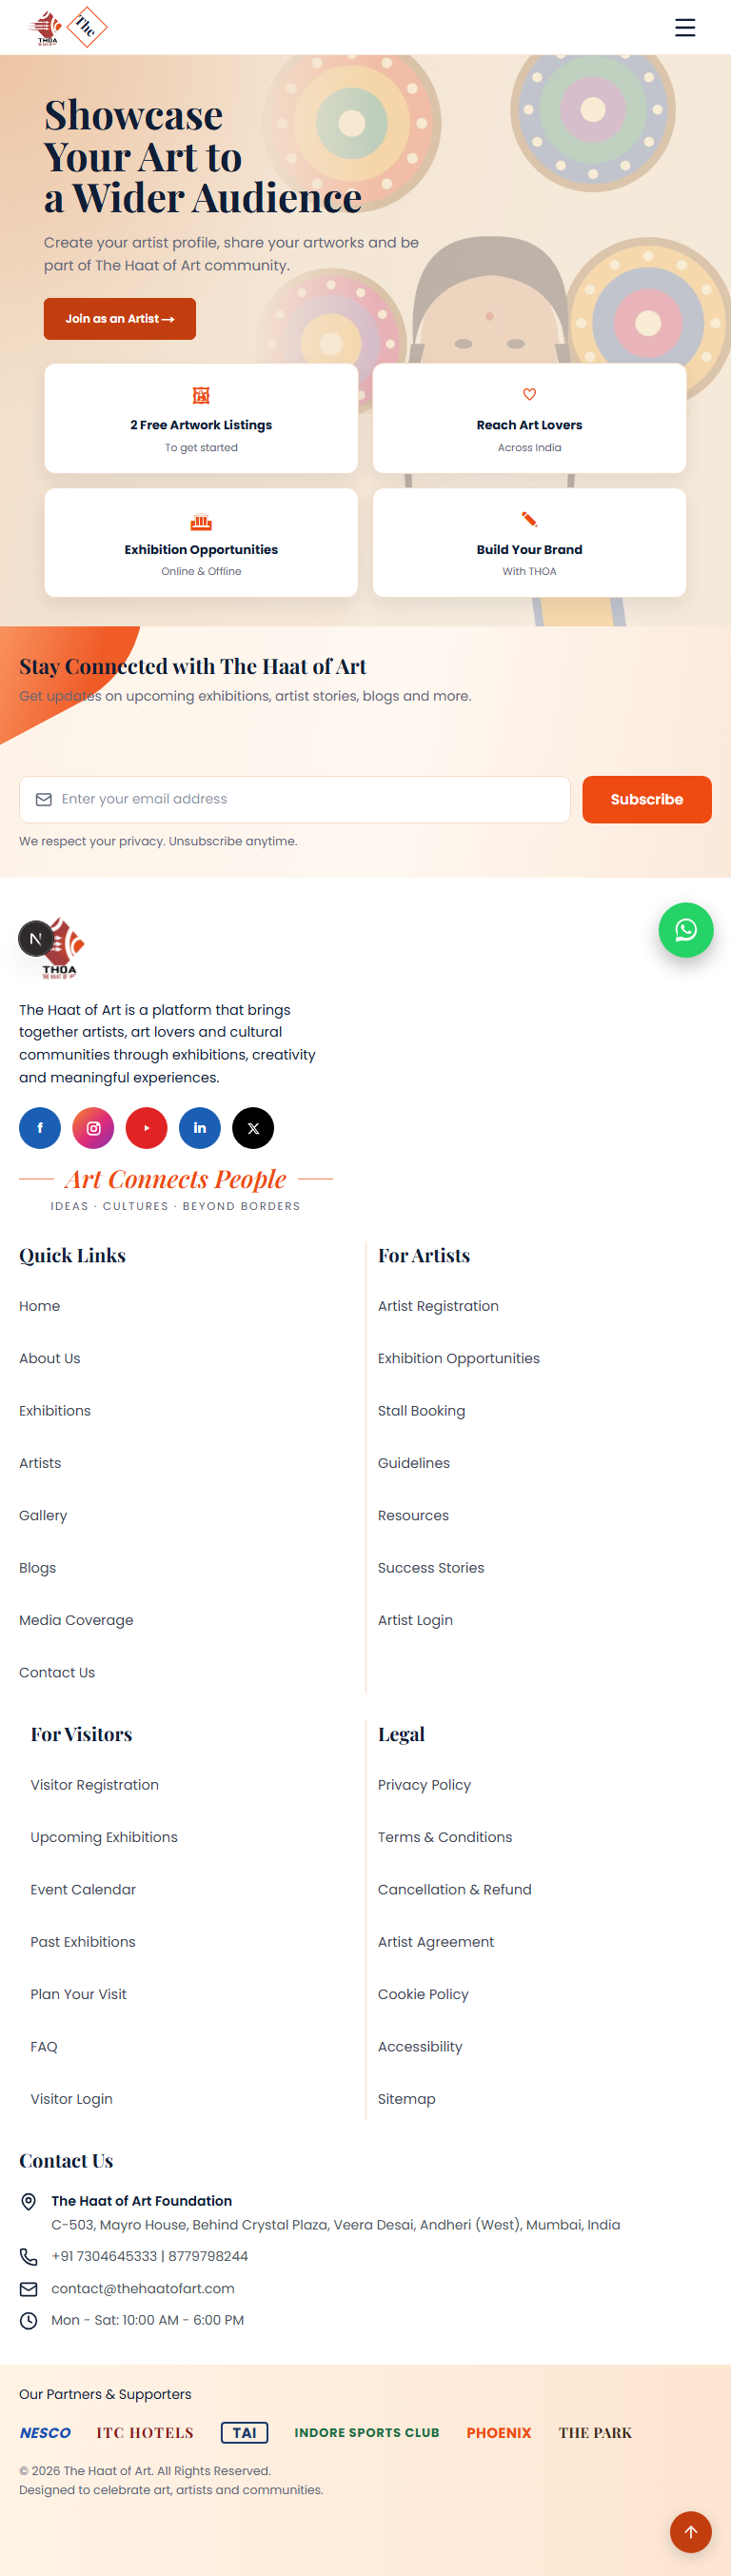 THOA
The
Showcase
Your Art to
a Wider Audience
Create your artist profile, share your artworks and be
part of The Haat of Art community.
Join as an Artist →
2 Free Artwork Listings
To get started
Reach Art Lovers
Across India
Exhibition Opportunities
Online & Offline
Build Your Brand
With THOA
Stay Connected with The Haat of Art
Get updates on upcoming exhibitions, artist stories, blogs and more.
Enter your email address
Subscribe
We respect your privacy. Unsubscribe anytime.
N
THOA
The Haat of Art is a platform that brings
together artists, art lovers and cultural
communities through exhibitions, creativity
and meaningful experiences.
f
in
X
Art Connects People
IDEAS · CULTURES · BEYOND BORDERS
Quick Links
Home
About Us
Exhibitions
Artists
Gallery
Blogs
Media Coverage
Contact Us
For Artists
Artist Registration
Exhibition Opportunities
Stall Booking
Guidelines
Resources
Success Stories
Artist Login
For Visitors
Visitor Registration
Upcoming Exhibitions
Event Calendar
Past Exhibitions
Plan Your Visit
FAQ
Visitor Login
Legal
Privacy Policy
Terms & Conditions
Cancellation & Refund
Artist Agreement
Cookie Policy
Accessibility
Sitemap
Contact Us
The Haat of Art Foundation
C-503, Mayro House, Behind Crystal Plaza, Veera Desai, Andheri (West), Mumbai, India
+91 7304645333 | 8779798244
contact@thehaatofart.com
Mon - Sat: 10:00 AM - 6:00 PM
Our Partners & Supporters
NESCO
ITC HOTELS
TAI
INDORE SPORTS CLUB
PHOENIX
THE PARK
© 2026 The Haat of Art. All Rights Reserved.
Designed to celebrate art, artists and communities.